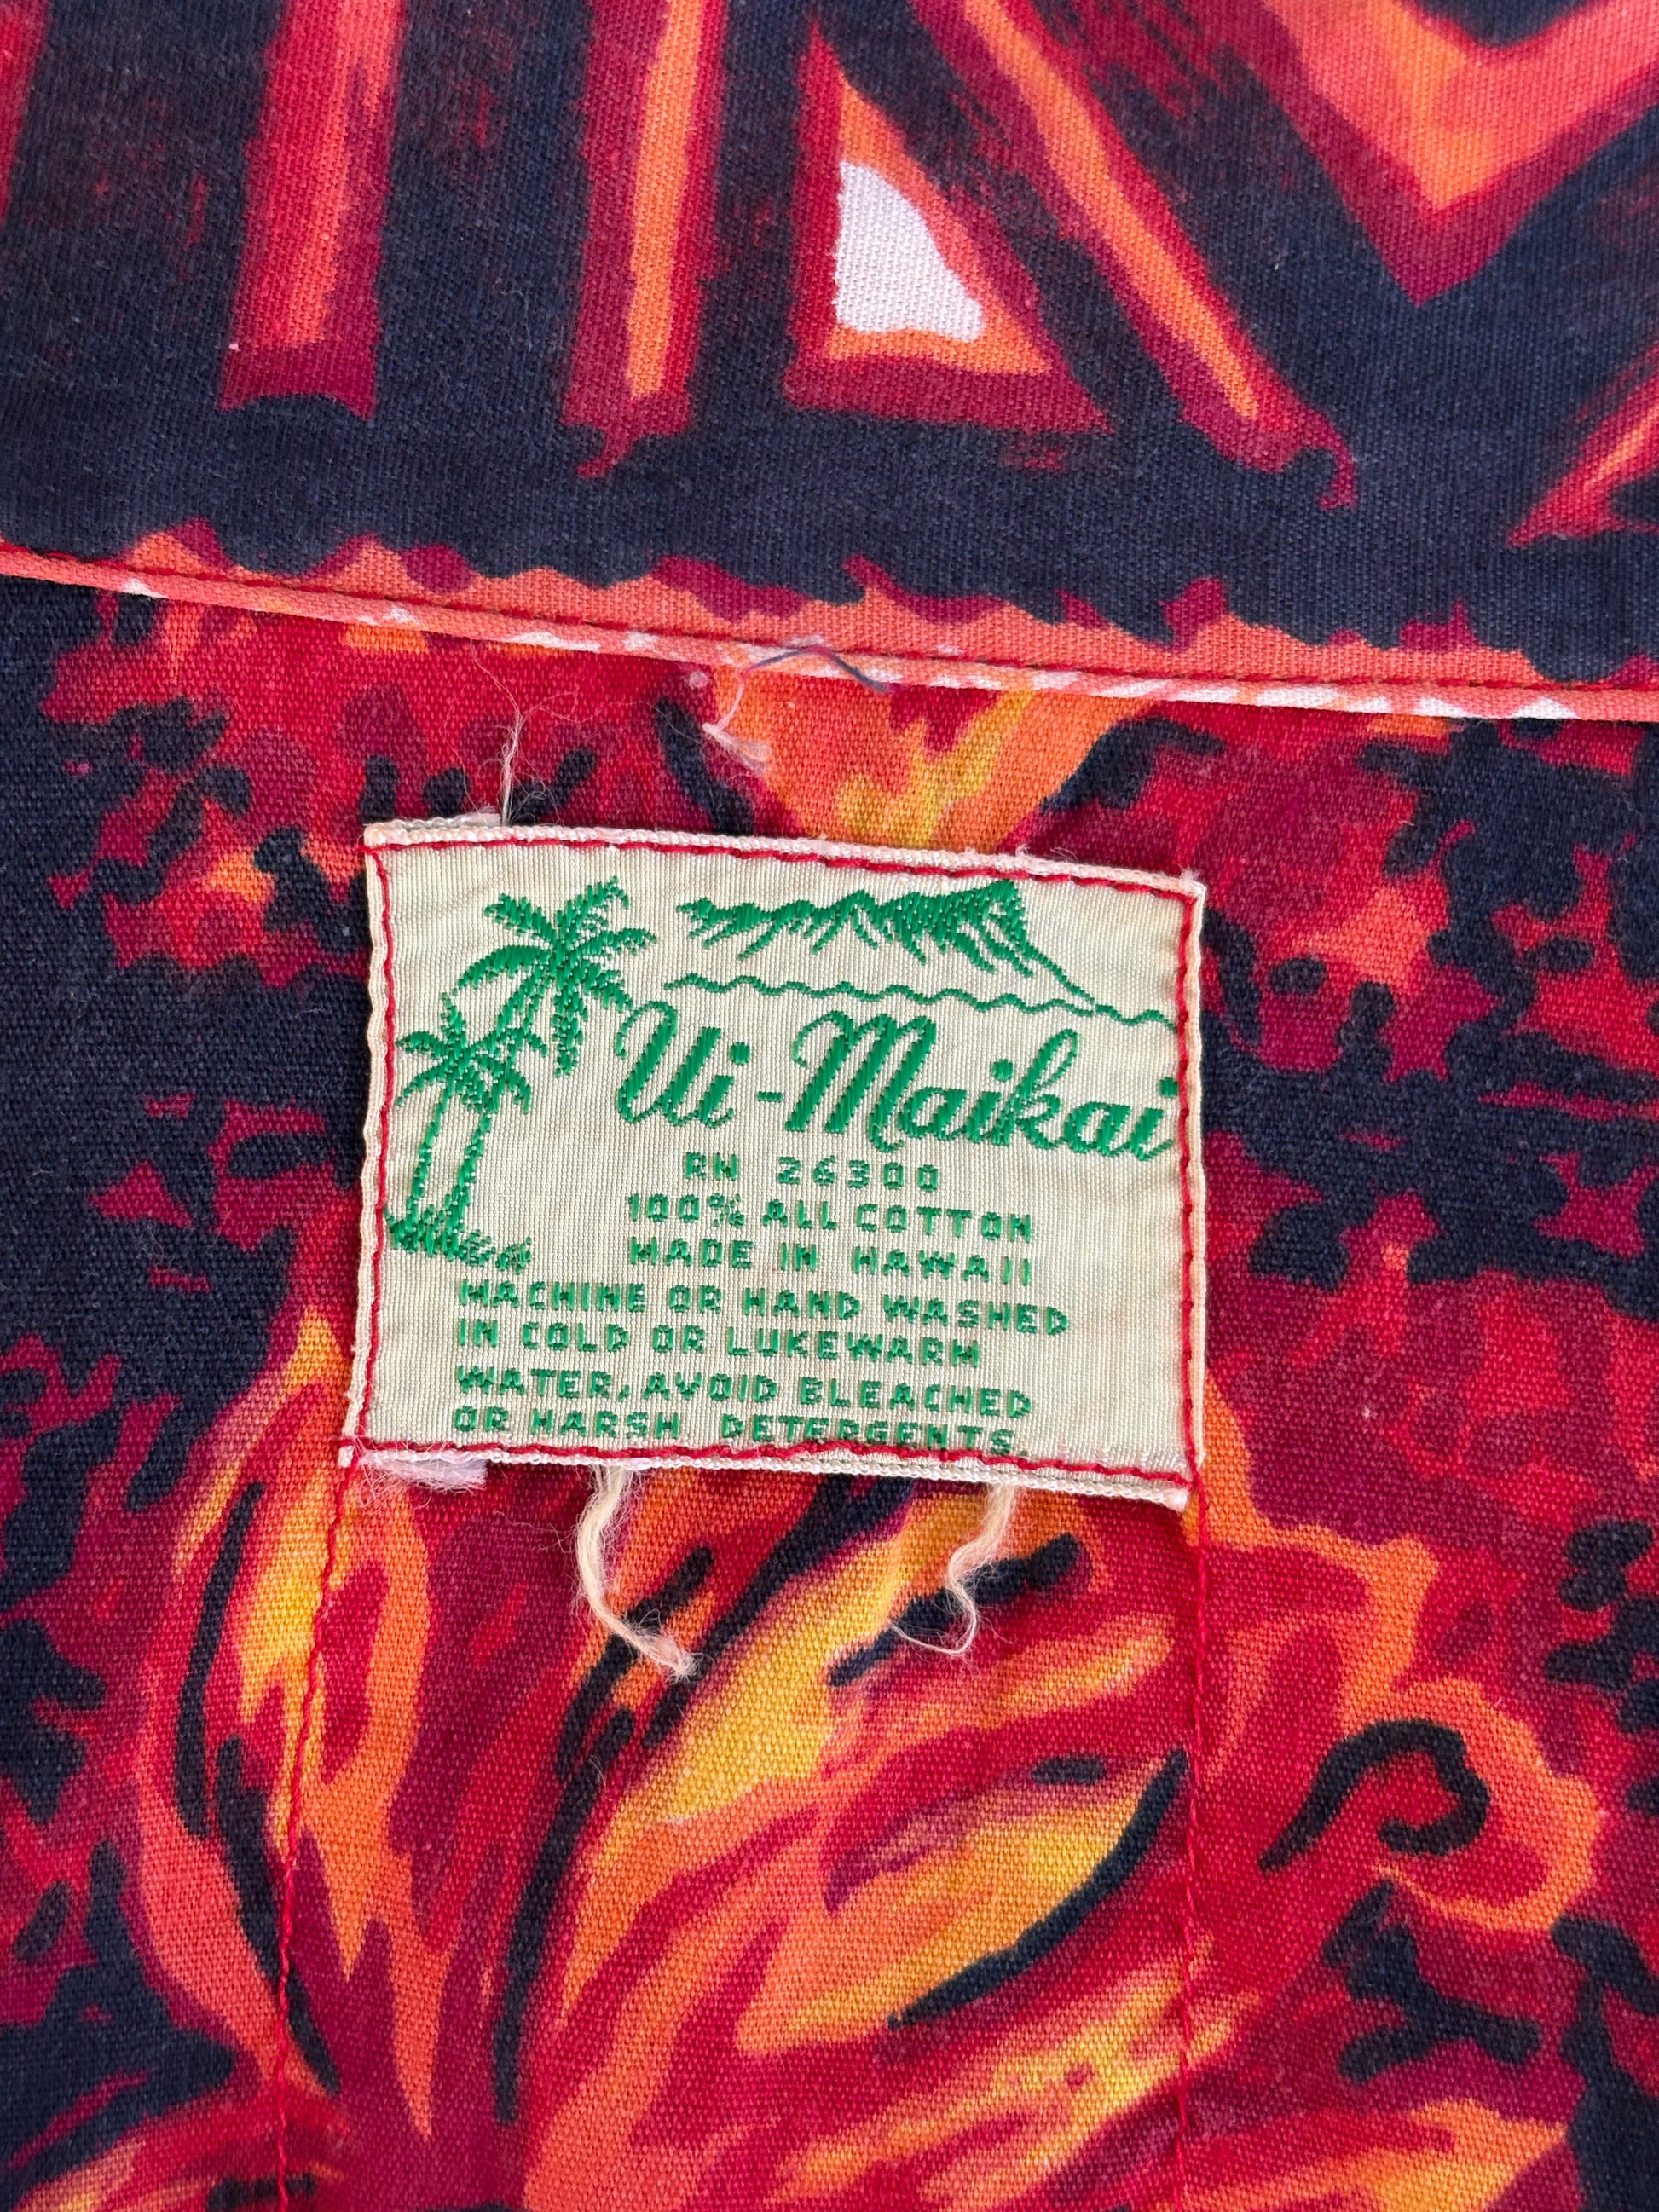 Ui-Maikai
RN 26300
100% ALL COTTON
MADE IN HAWAII
MACHINE OR HAND WASHED
IN COLD OR LUKEWARM
WATER, AVOID BLEACHED
OR HARSH DETERGENTS.